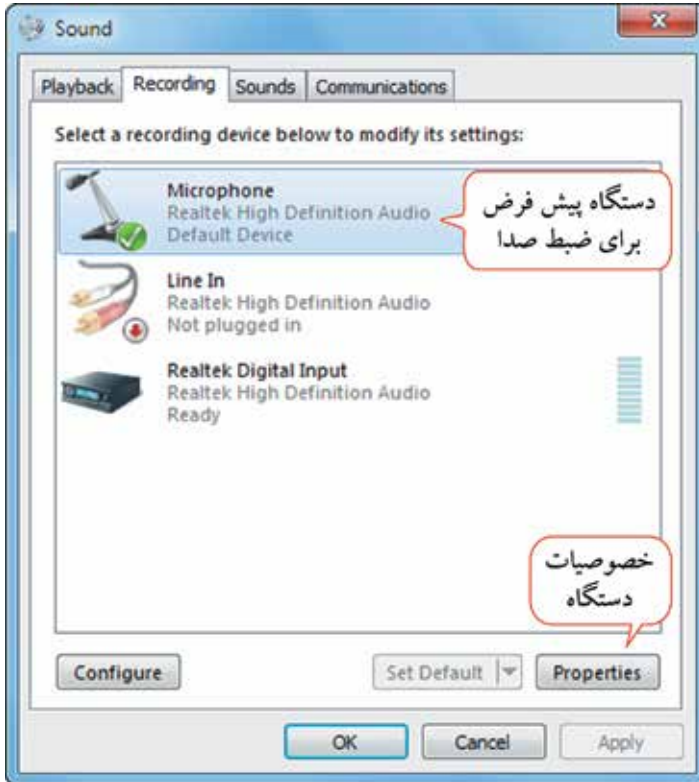 Sound
Playback Recording Sounds Communications
Select a recording device below to modify its settings:
Microphone
Realtek High Definition Audio
Default Device
دستگاه پیش فرض
برای ضبط صدا
Line In
Realtek High Definition Audio
Not plugged in
Realtek Digital Input
Realtek High Definition Audio
Ready
خصوصیات
دستگاه
Configure Set Default Properties
OK Cancel Apply